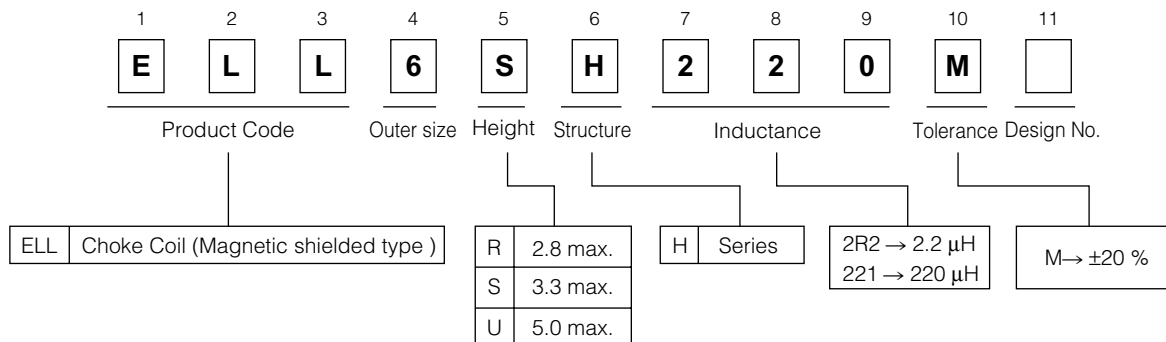 1 2 3 4 5 6 7 8 9 10 11
E L L 6 S H 2 2 0 M
Product Code Outer size Height Structure Inductance Tolerance Design No.
ELL Choke Coil (Magnetic shielded type )
R 2.8 max.
S 3.3 max.
U 5.0 max.
H Series
2R2 → 2.2 μH
221 → 220 μH
M→ ±20 %